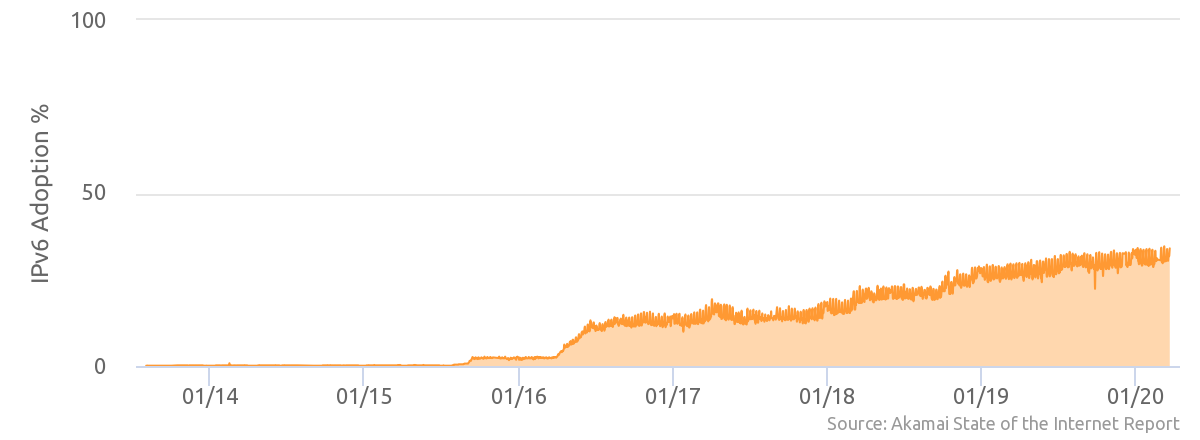 100
50
0
IPv6 Adoption %
01/14 01/15 01/16 01/17 01/18 01/19 01/20
Source: Akamai State of the Internet Report